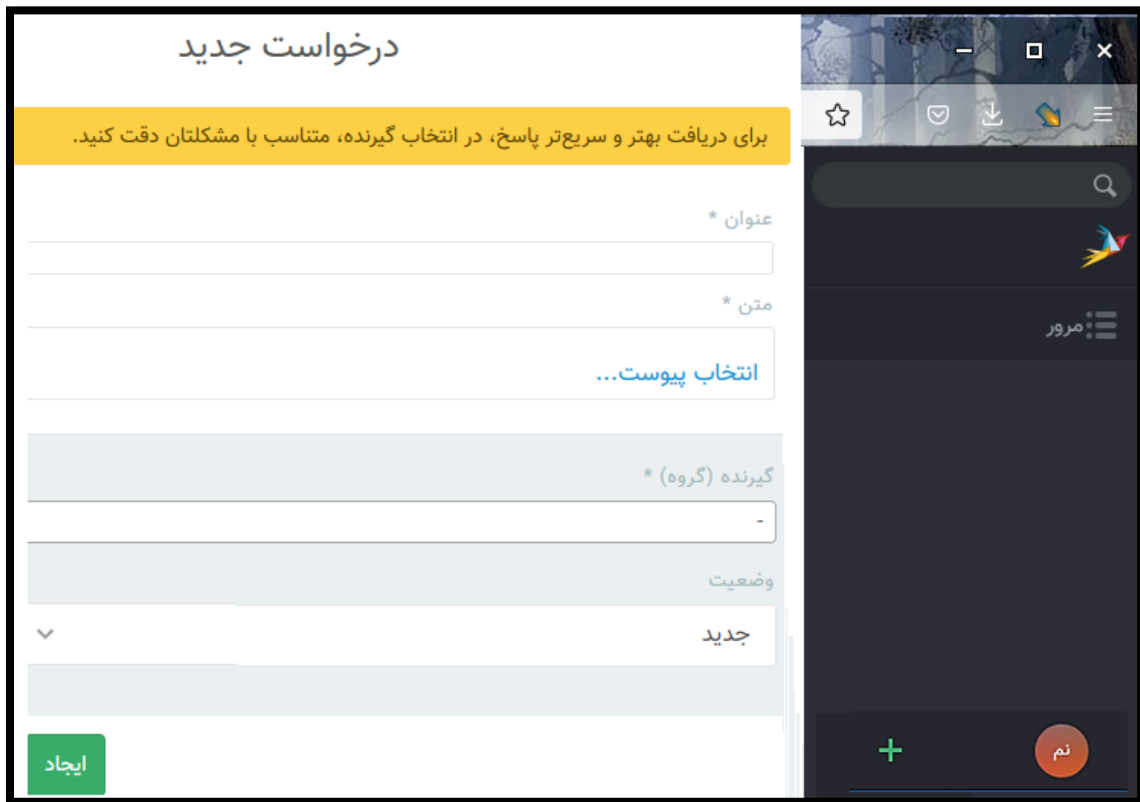 درخواست جدید
برای دریافت بهتر و سریع‌تر پاسخ، در انتخاب گیرنده، متناسب با مشکلتان دقت کنید.
عنوان *
متن *
انتخاب پیوست...
گیرنده (گروه) *
-
وضعیت
جدید
ایجاد
مرور
نم